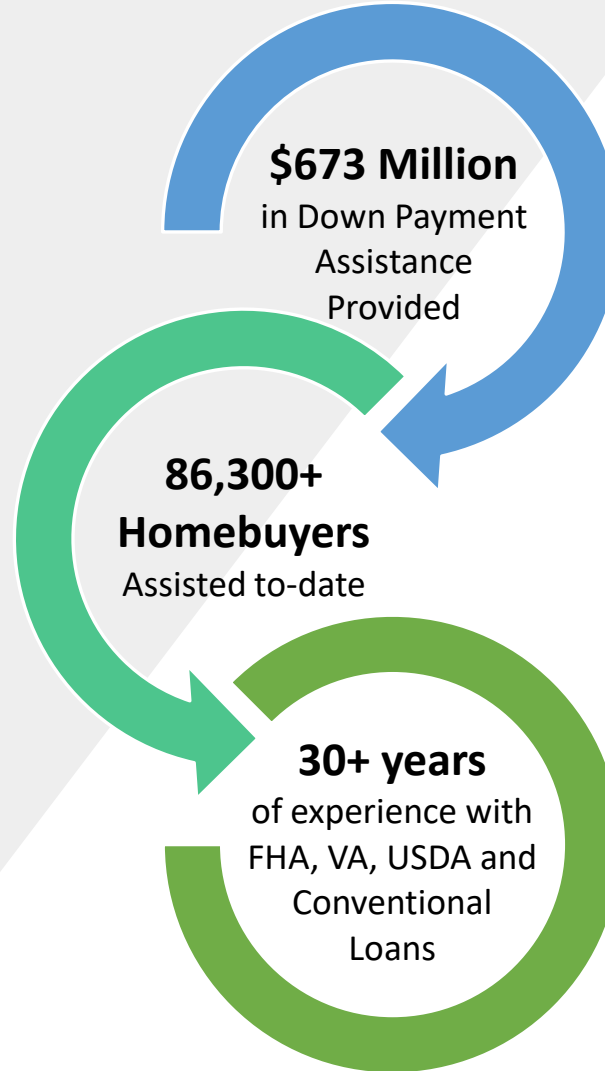 $673 Million
in Down Payment
Assistance
Provided
86,300+
Homebuyers
Assisted to-date
30+ years
of experience with
FHA, VA, USDA and
Conventional
Loans